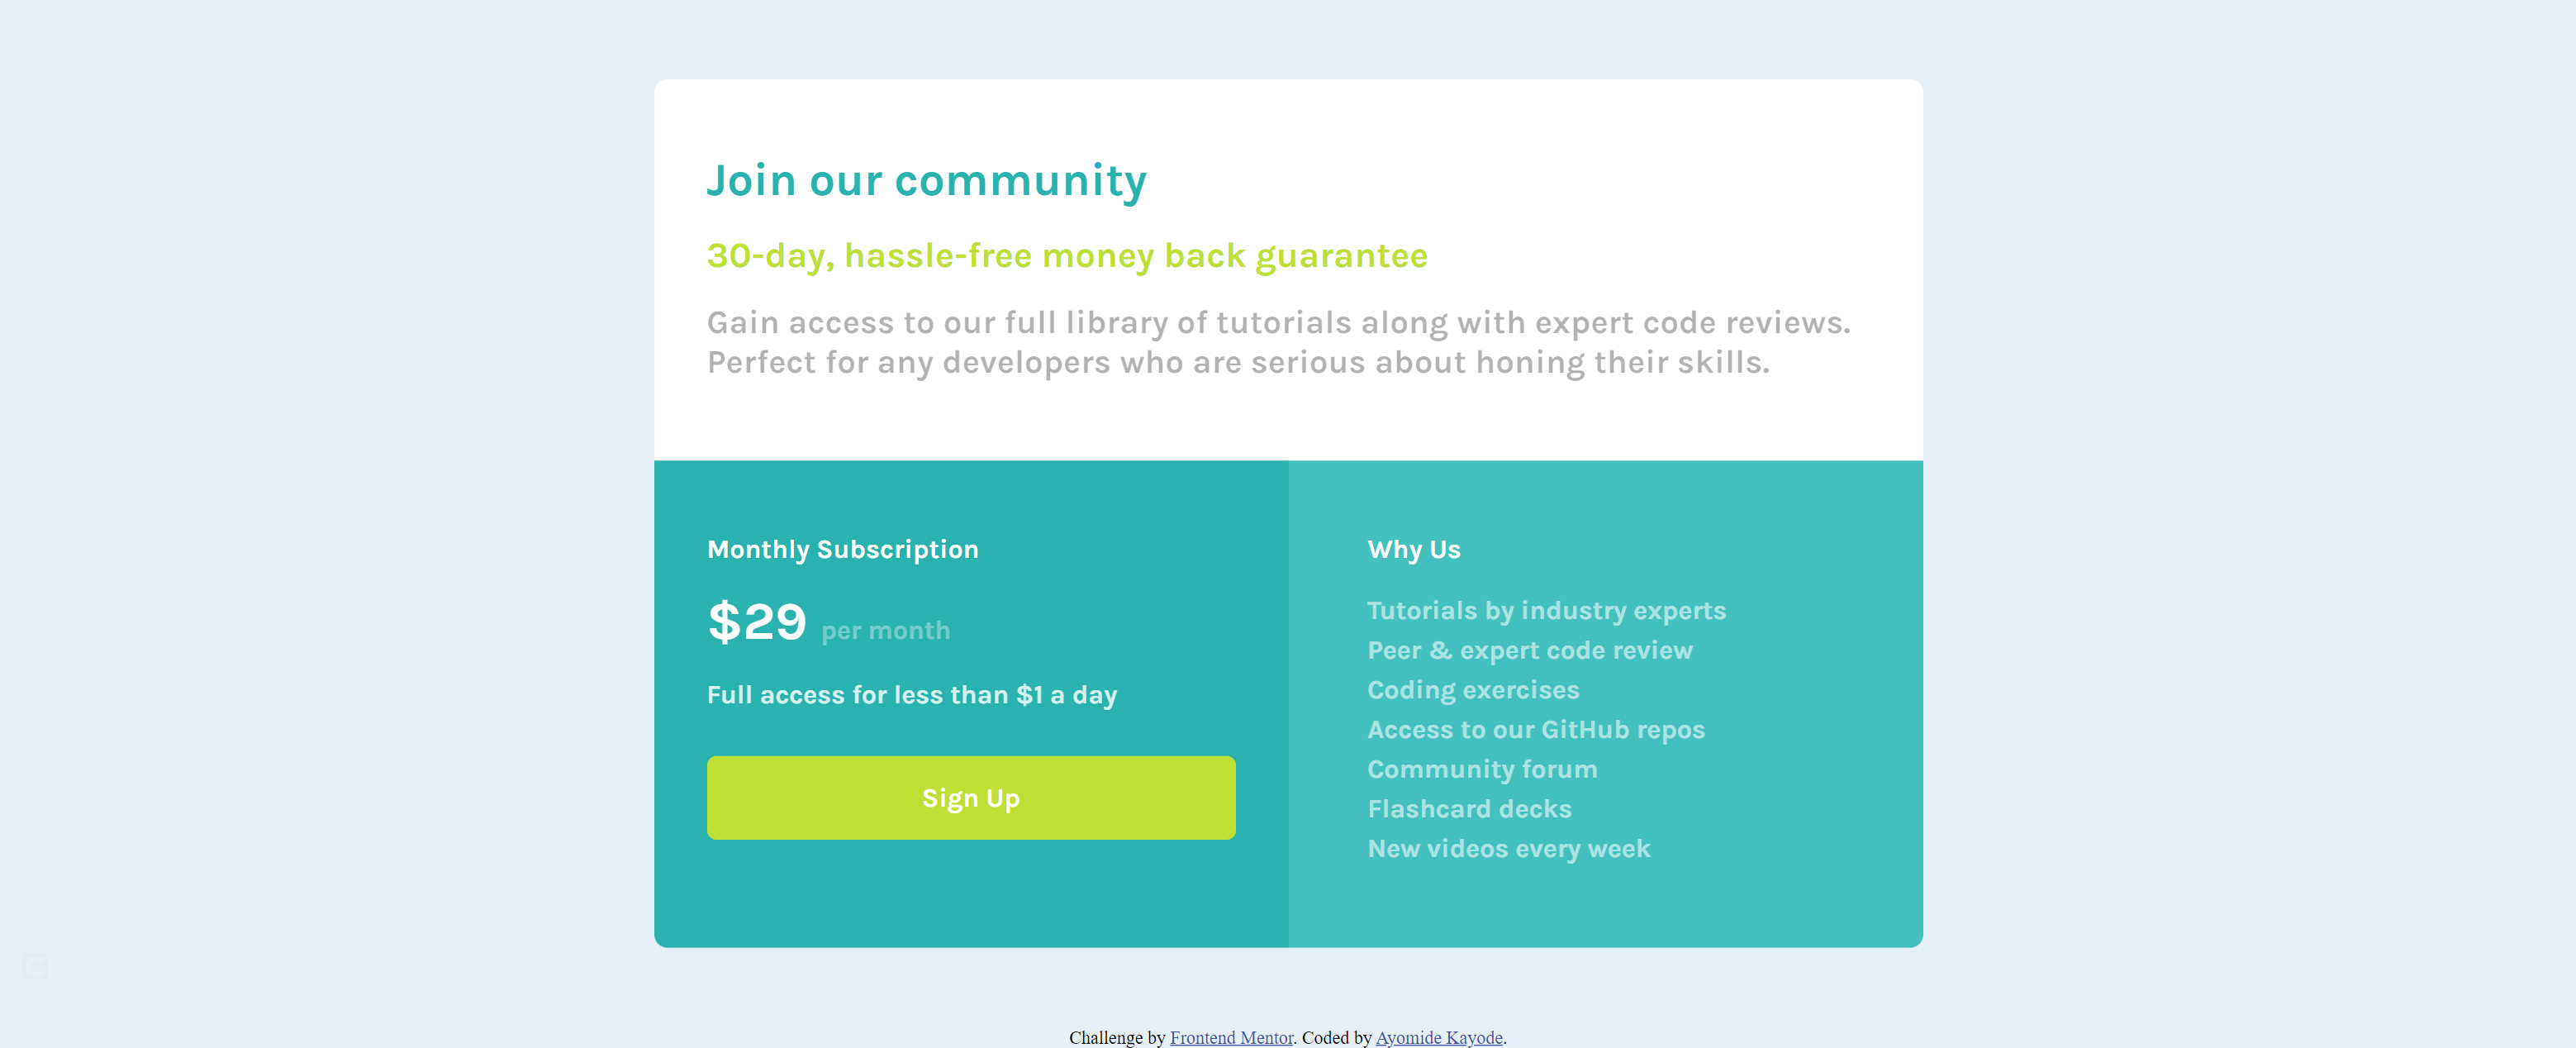 Join our community
30-day, hassle-free money back guarantee
Gain access to our full library of tutorials along with expert code reviews.
Perfect for any developers who are serious about honing their skills.
Monthly Subscription
$29 per month
Full access for less than $1 a day
Sign Up
Why Us
Tutorials by industry experts
Peer & expert code review
Coding exercises
Access to our GitHub repos
Community forum
Flashcard decks
New videos every week
Challenge by Frontend Mentor. Coded by Ayomide Kayode.